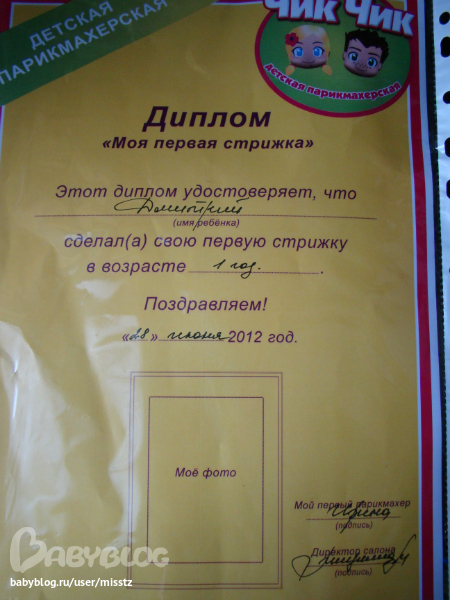 ДЕТСКАЯ
ПАРИКМАХЕРСКАЯ
Чик Чик
Детская парикмахерская
Диплом
«Моя первая стрижка»
Этот диплом удостоверяет, что
Дмитрий
(имя ребёнка)
сделал(а) свою первую стрижку
в возрасте 1 год.
Поздравляем!
«28» июня 2012 год.
Моё фото
Мой первый парикмахер
Ирина
(подпись)
Директор салона
(подпись)
BABYBLOG
babyblog.ru/user/misstz